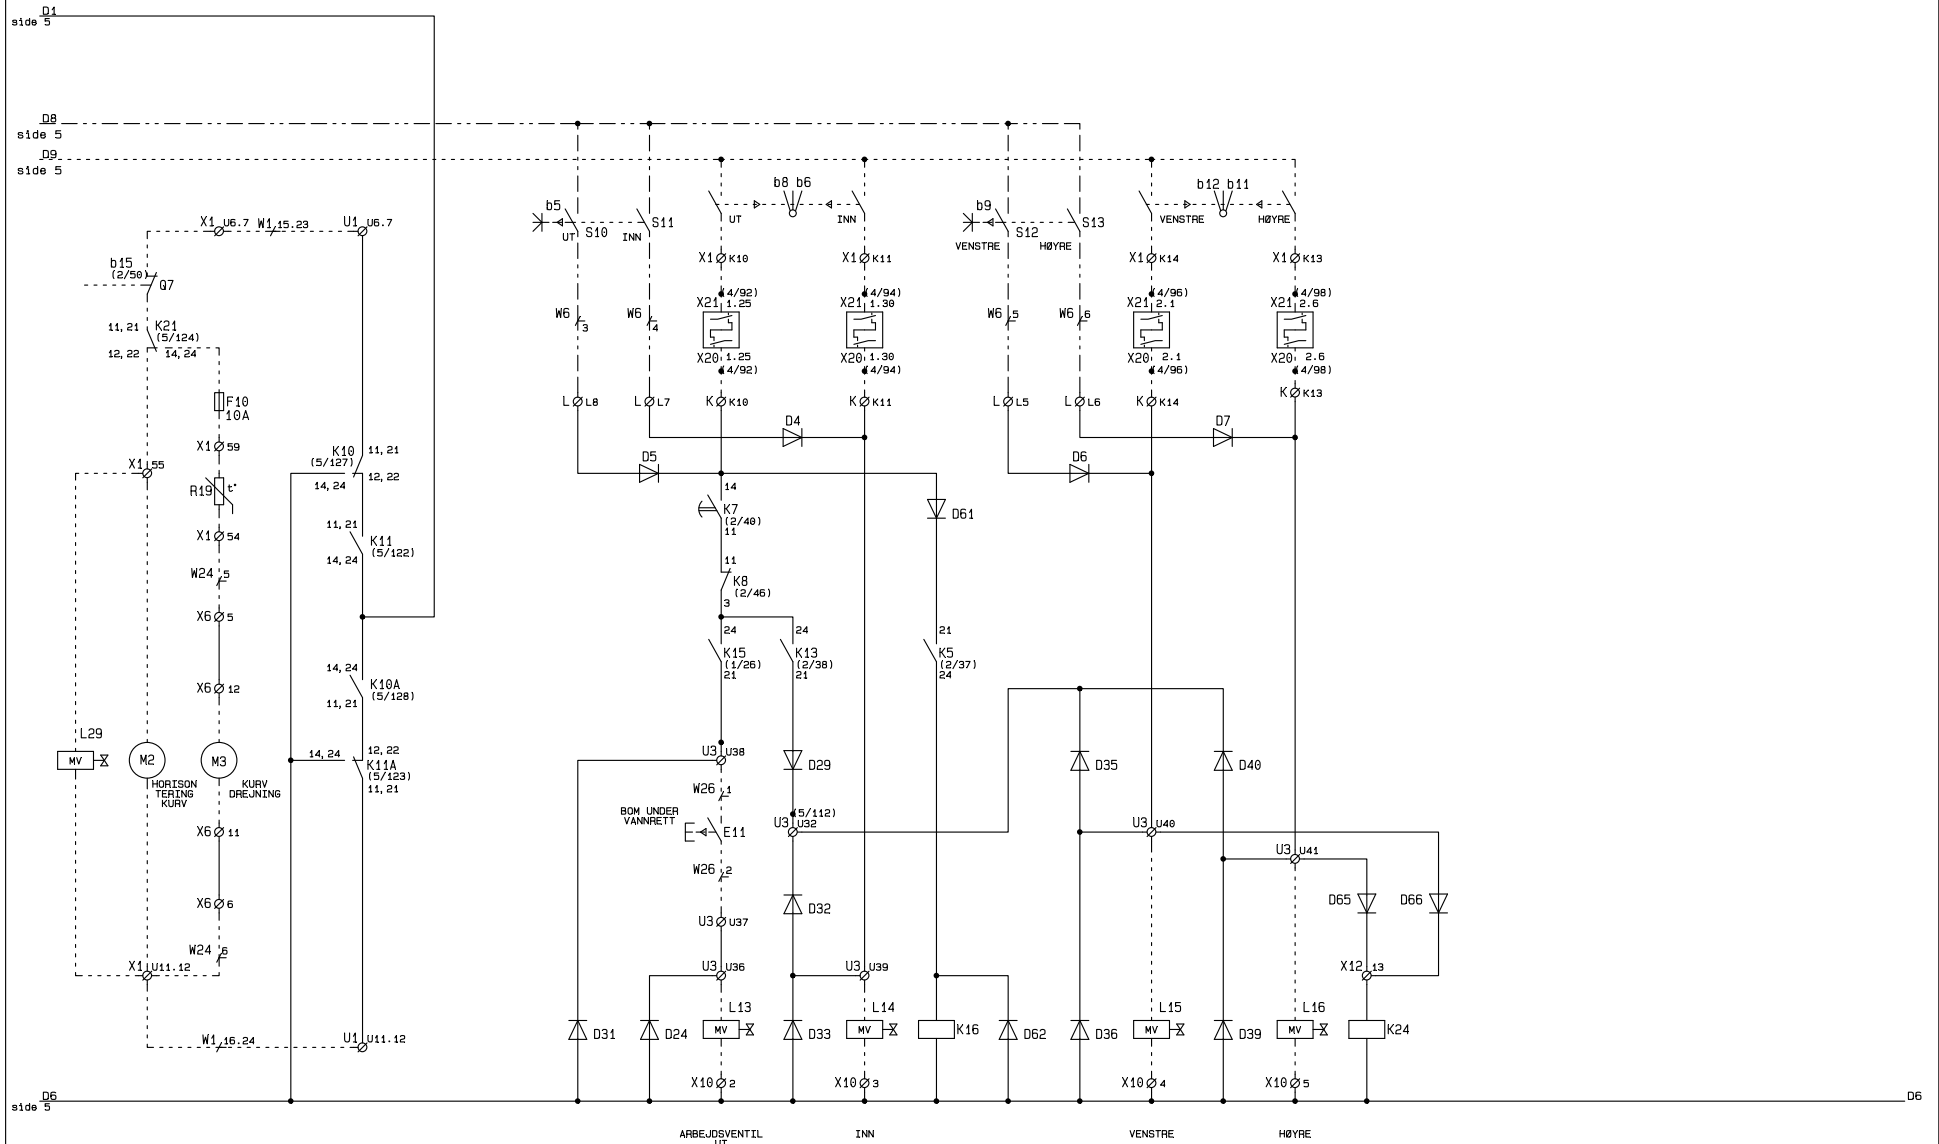 D1
side 5
D8
side 5
D9
side 5
b8 b6
b12 b11
b5
S10
S11
UT
INN
UT
INN
b9
S12
S13
VENSTRE
HØYRE
VENSTRE
HØYRE
X1 U6.7
W1 15.23
U1 U6.7
X1 K10
X1 K11
X1 K14
X1 K13
b15
(2/50)
Q7
(4/92)
X21 1.25
(4/94)
X21 1.30
(4/96)
X21 2.1
(4/98)
X21 2.6
W6 3
W6 4
W6 5
W6 6
11,21 K21
(5/124)
12,22 14,24
X20 1.25
(4/92)
X20 1.30
(4/94)
X20 2.1
(4/96)
X20 2.6
(4/98)
F10
10A
L L8
L L7
K K10
K K11
L L5
L L6
K K14
K K13
D4
D7
X1 59
K10
(5/127)
11,21
12,22
14,24
D5
D6
X1 55
R19 t°
14
K7
(2/40)
11
D61
X1 54
11,21
K11
(5/122)
14,24
W24 5
11
K8
(2/46)
3
X6 5
24
K15
(1/26)
21
24
K13
(2/38)
21
21
K5
(2/37)
24
14,24
K10A
(5/128)
11,21
X6 12
L29
MV
M2
HORISON
TERING
KURV
M3
KURV
DREJNING
14,24
12,22
K11A
(5/123)
11,21
U3 U38
D29
D35
D40
W26 1
BOM UNDER
VANNRETT
E11
(5/112)
U3 U32
U3 U40
U3 U41
X6 11
W26 2
D65
D66
X6 6
D32
U3 U37
W24 6
X1 U11.12
U3 U36
U3 U39
X12 13
L13
MV
L14
MV
L15
MV
L16
MV
D31
D24
D33
K16
D62
D36
D39
K24
W1 16.24
U1 U11.12
X10 2
X10 3
X10 4
X10 5
D6
side 5
D6
ARBEJDSVENTIL
UT
INN
VENSTRE
HØYRE